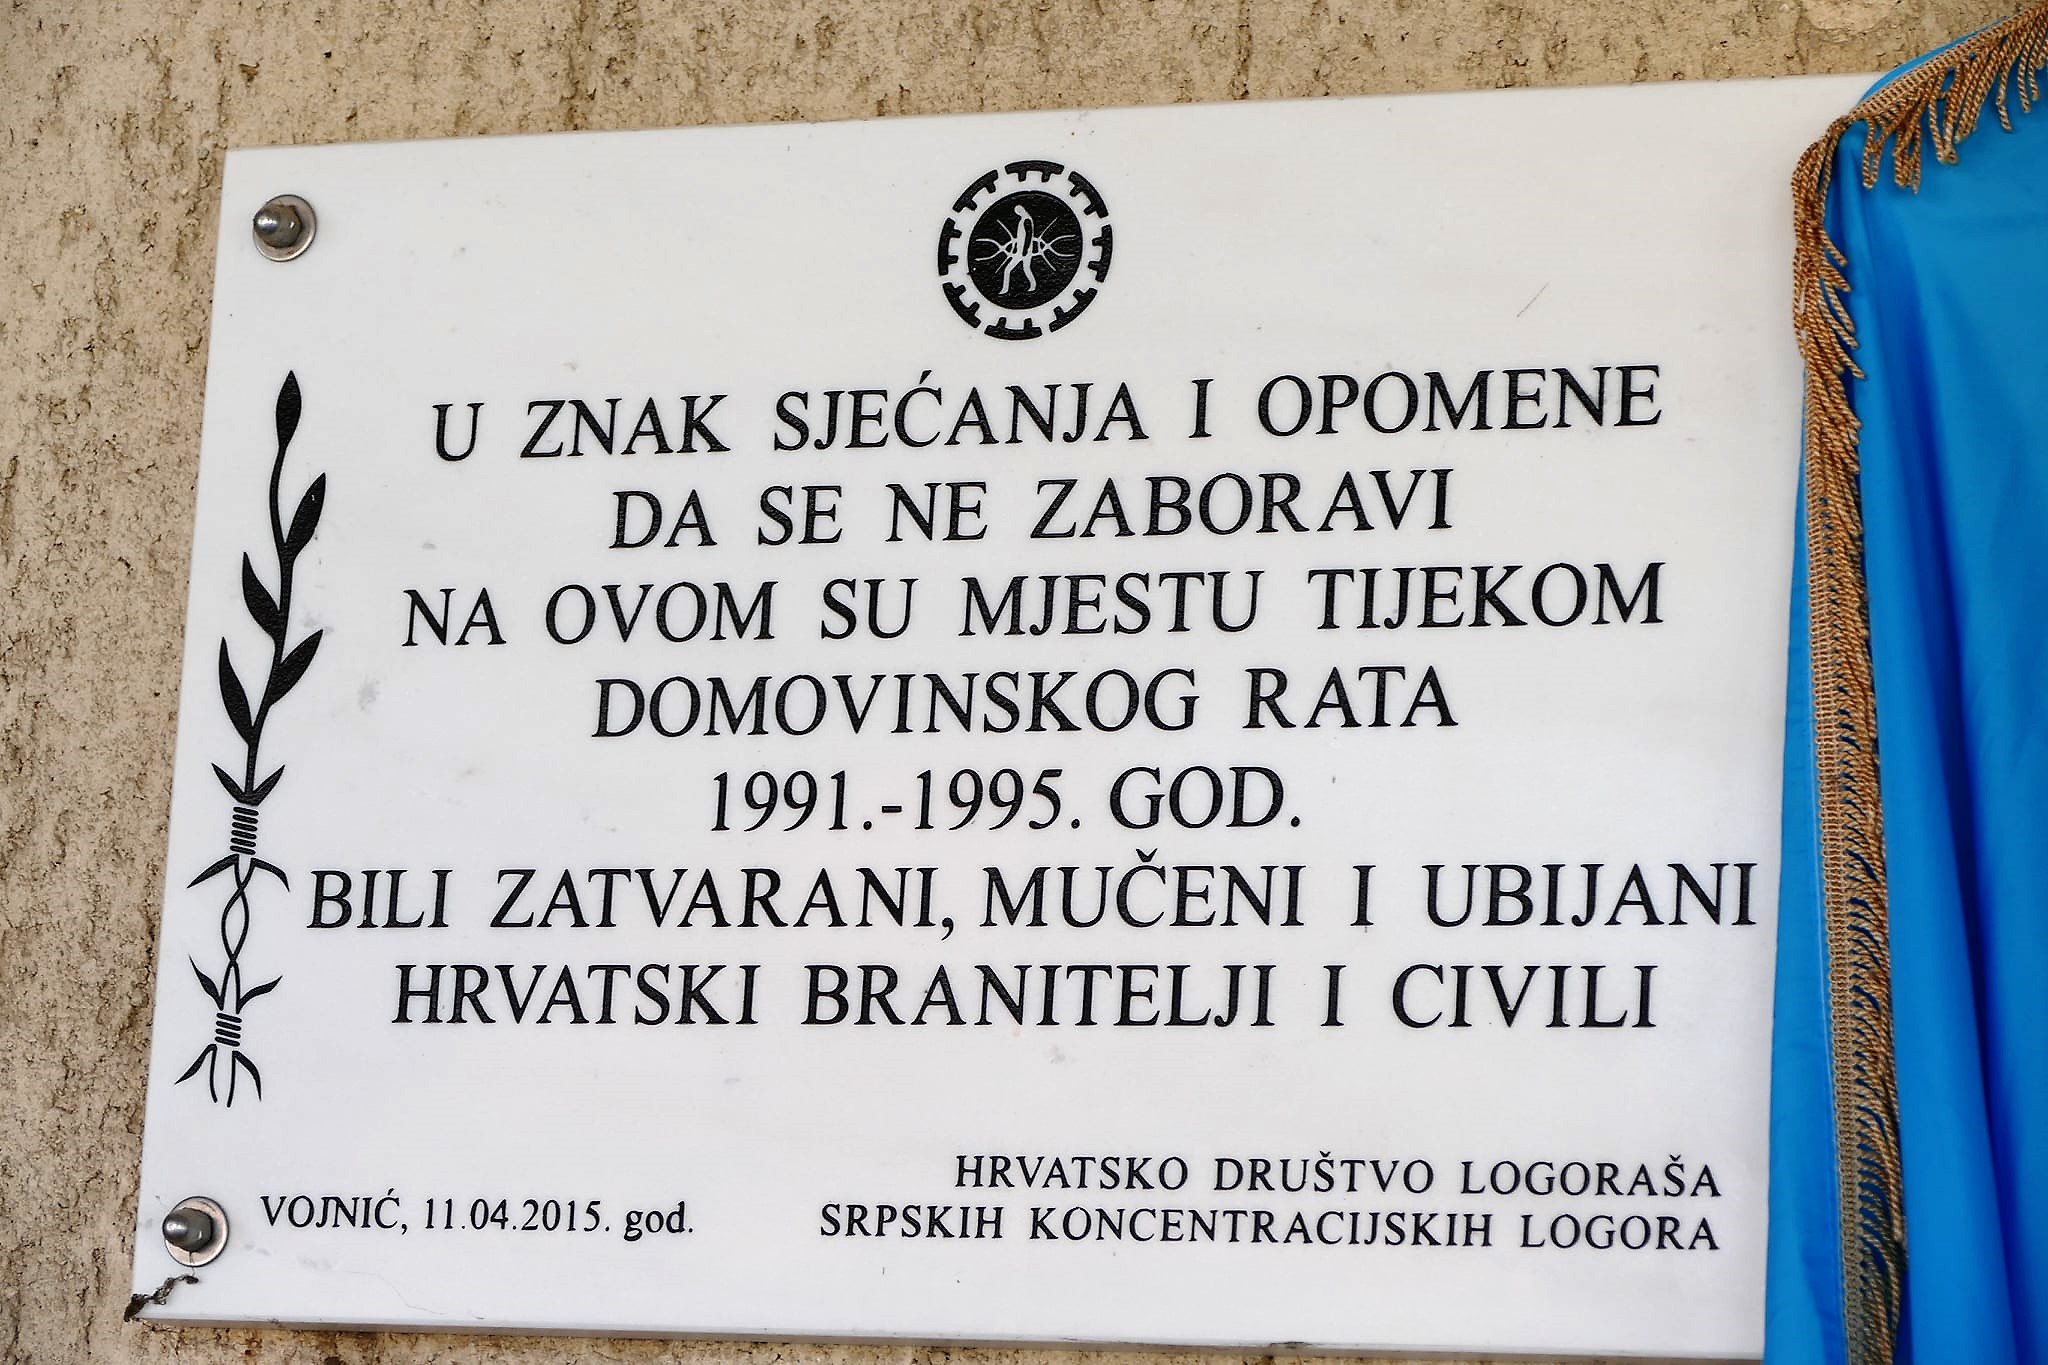 U ZNAK SJEĆANJA I OPOMENE
DA SE NE ZABORAVI
NA OVOM SU MJESTU TIJEKOM
DOMOVINSKOG RATA
1991.-1995. GOD.
BILI ZATVARANI, MUČENI I UBIJANI
HRVATSKI BRANITELJI I CIVILI
HRVATSKO DRUŠTVO LOGORAŠA
SRPSKIH KONCENTRACIJSKIH LOGORA
VOJNIĆ, 11.04.2015. god.